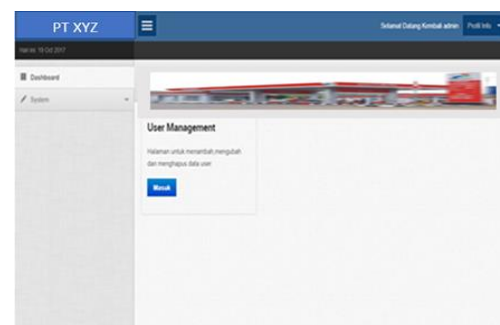 PT XYZ
Selamat Datang Kembali admin
Profil Info
Hari ini: 19 Oct 2017
Dashboard
System
User Management
Halaman untuk menambah,mengubah
dan menghapus data user
Masuk